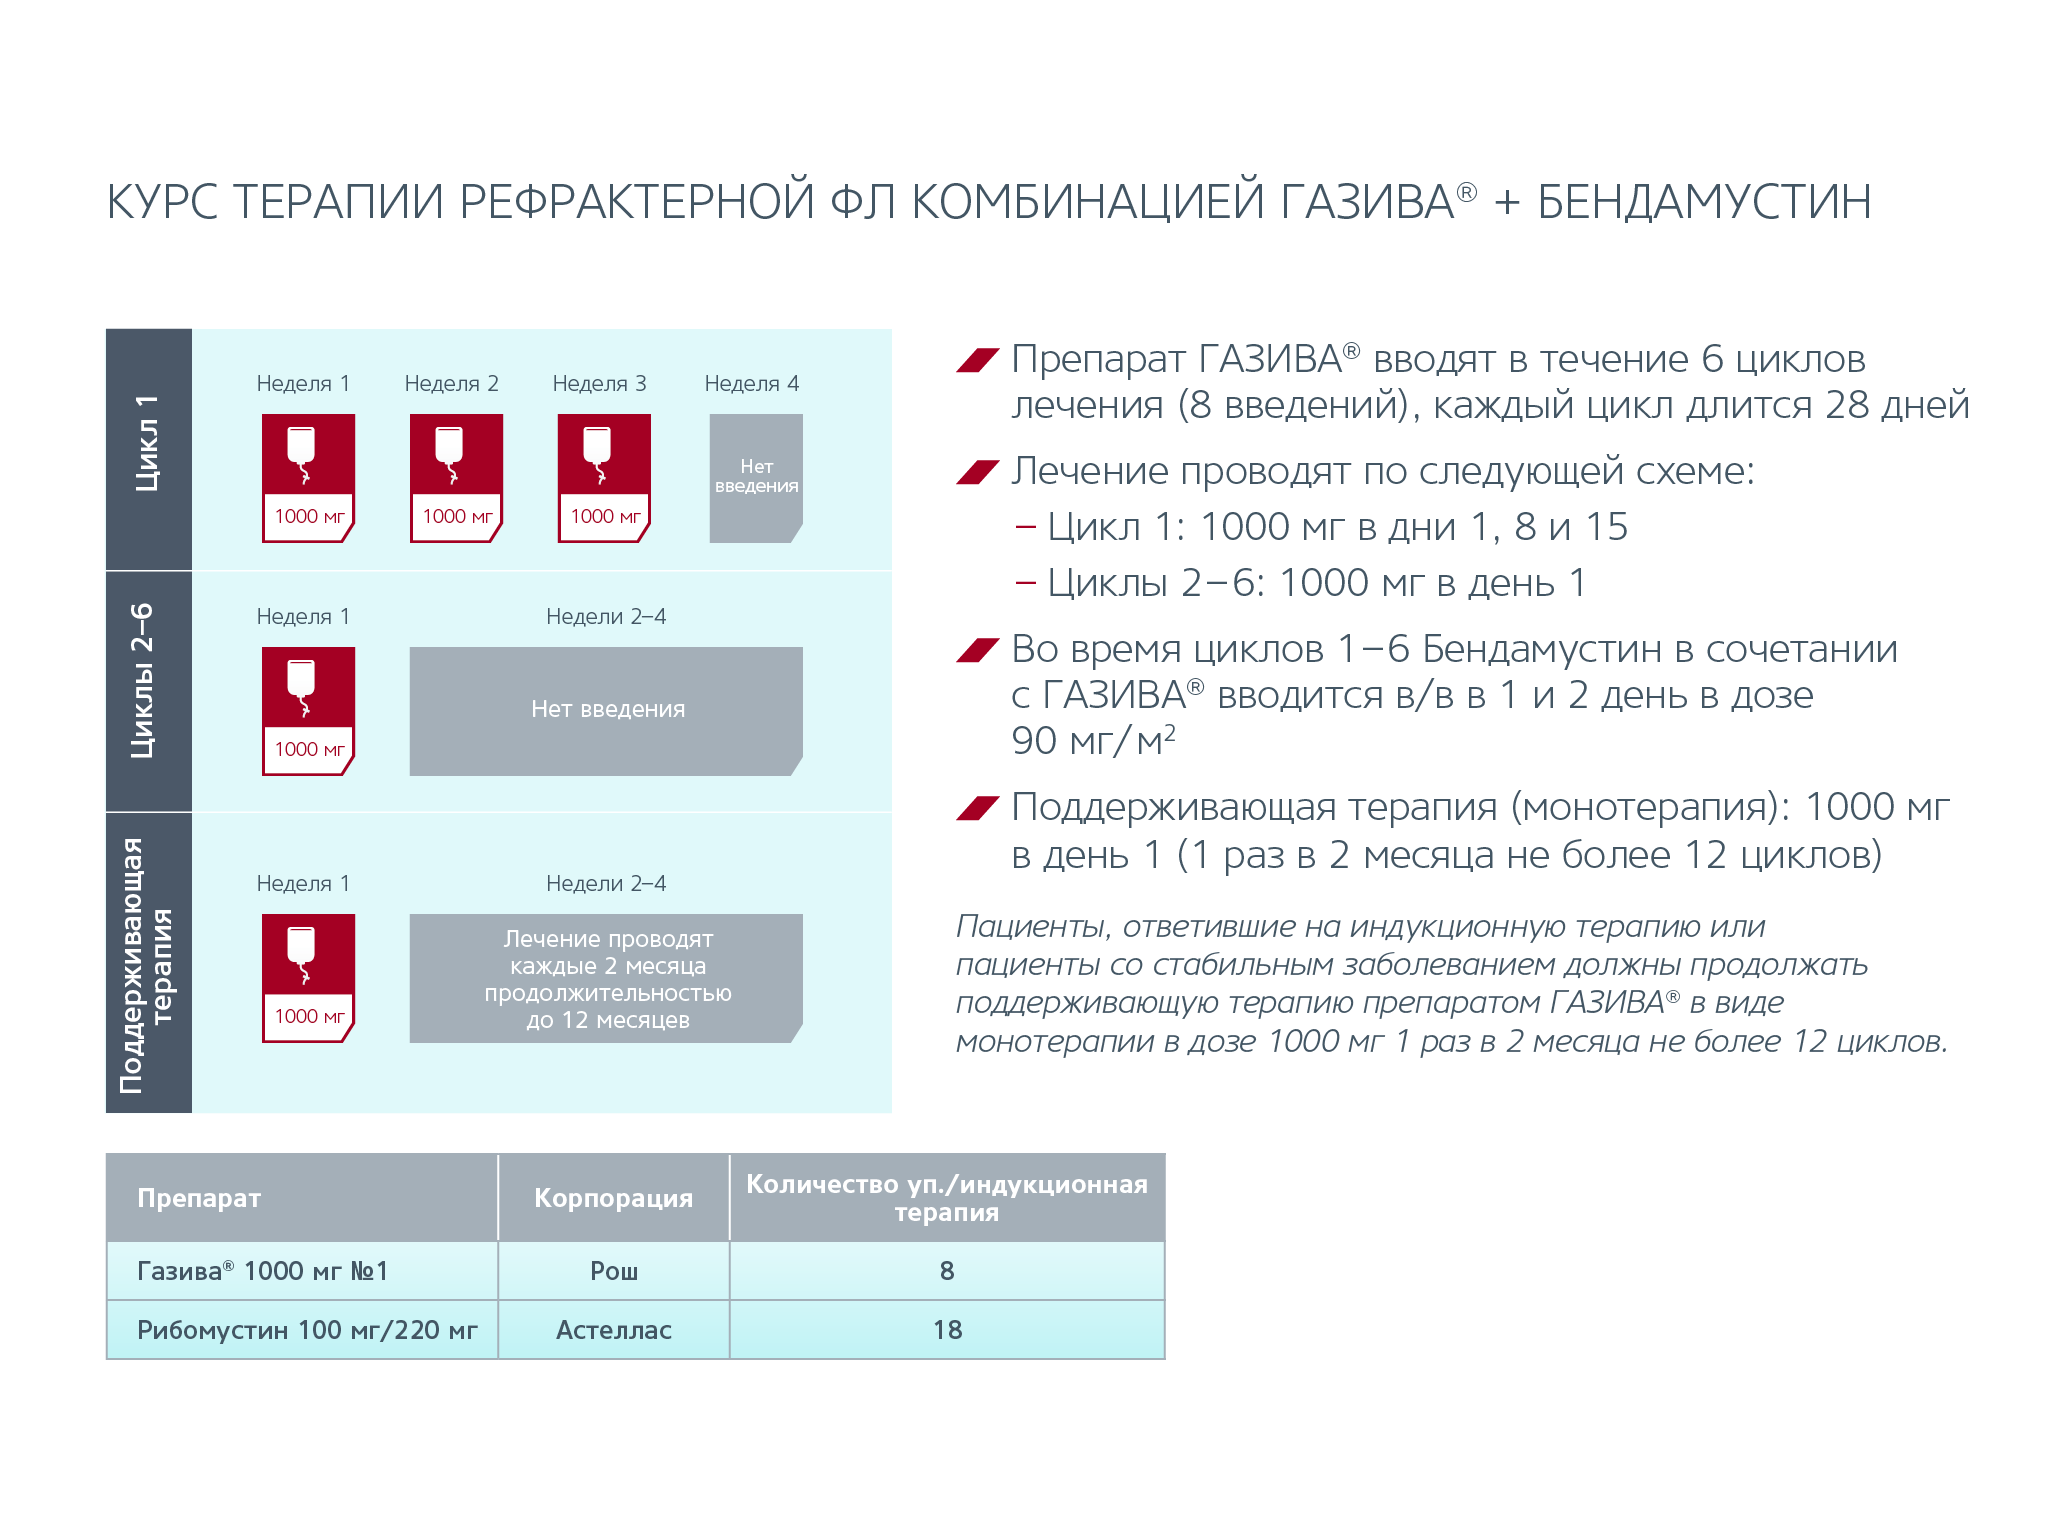 КУРС ТЕРАПИИ РЕФРАКТЕРНОЙ ФЛ КОМБИНАЦИЕЙ ГАЗИВА® + БЕНДАМУСТИН
Цикл 1
Неделя 1 Неделя 2 Неделя 3 Неделя 4
1000 мг 1000 мг 1000 мг
Нет
введения
Циклы 2–6
Неделя 1 Недели 2–4
1000 мг
Нет введения
Поддерживающая
терапия
Неделя 1 Недели 2–4
1000 мг
Лечение проводят
каждые 2 месяца
продолжительностью
до 12 месяцев
Препарат ГАЗИВА® вводят в течение 6 циклов
лечения (8 введений), каждый цикл длится 28 дней
Лечение проводят по следующей схеме:
– Цикл 1: 1000 мг в дни 1, 8 и 15
– Циклы 2–6: 1000 мг в день 1
Во время циклов 1–6 Бендамустин в сочетании
с ГАЗИВА® вводится в/в в 1 и 2 день в дозе
90 мг/м²
Поддерживающая терапия (монотерапия): 1000 мг
в день 1 (1 раз в 2 месяца не более 12 циклов)
Пациенты, ответившие на индукционную терапию или
пациенты со стабильным заболеванием должны продолжать
поддерживающую терапию препаратом ГАЗИВА® в виде
монотерапии в дозе 1000 мг 1 раз в 2 месяца не более 12 циклов.
Препарат Корпорация Количество уп./индукционная
терапия
Газива® 1000 мг №1 Рош 8
Рибомустин 100 мг/220 мг Астеллас 18